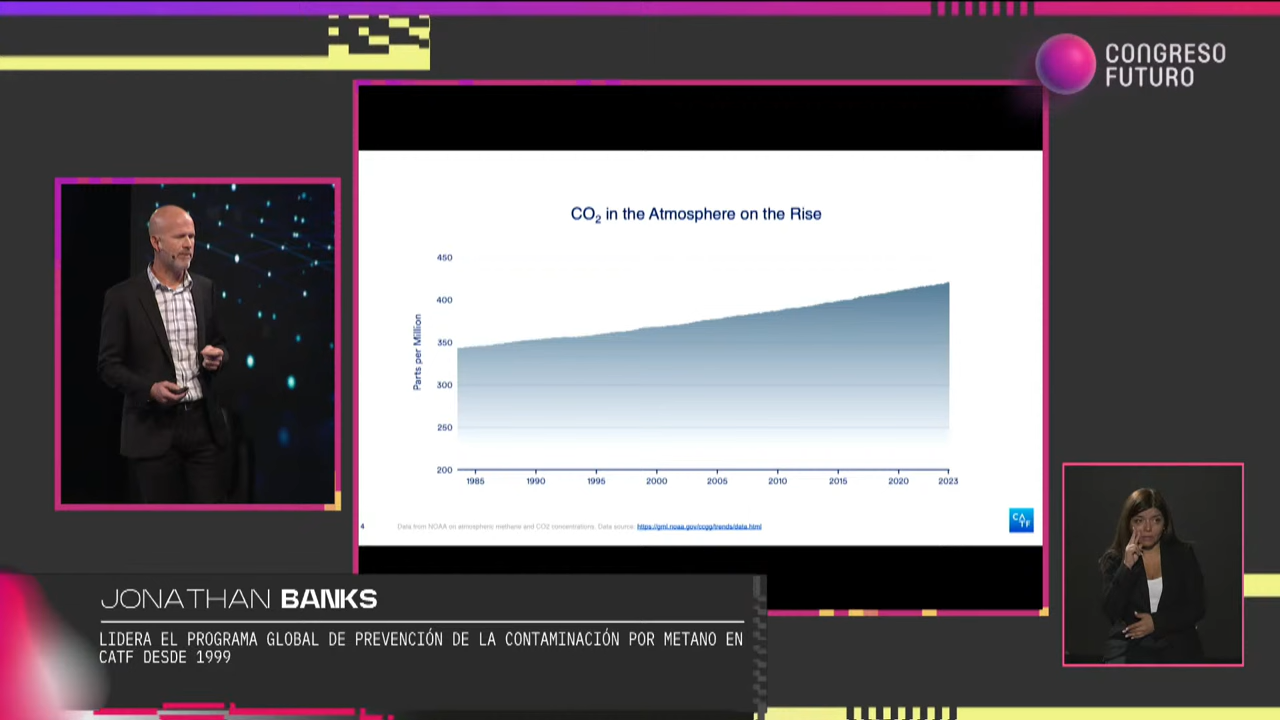 CONGRESO
FUTURO
CO₂ in the Atmosphere on the Rise
Parts per Million
450
400
350
300
250
200
1985 1990 1995 2000 2005 2010 2015 2020 2023
4 Data from NOAA on atmospheric methane and CO2 concentrations. Data source: https://gml.noaa.gov/ccgg/trends/data.html
CATF
JONATHAN BANKS
LIDERA EL PROGRAMA GLOBAL DE PREVENCIÓN DE LA CONTAMINACIÓN POR METANO EN
CATF DESDE 1999